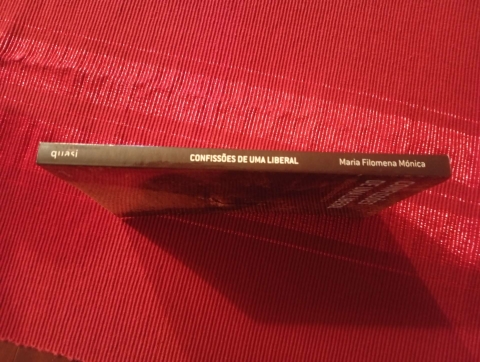 quasi CONFISSÕES DE UMA LIBERAL Maria Filomena Mónica